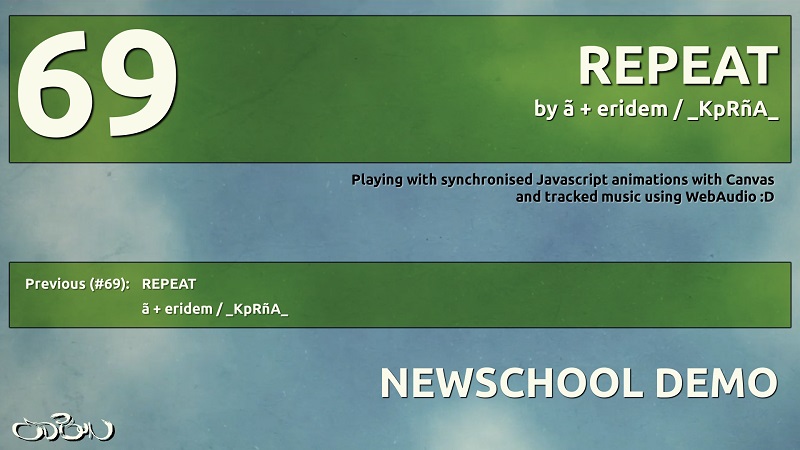 69
REPEAT
by ã + eridem / _KpRñA_
Playing with synchronised Javascript animations with Canvas
and tracked music using WebAudio :D
Previous (#69): REPEAT
ã + eridem / _KpRñA_
NEWSCHOOL DEMO